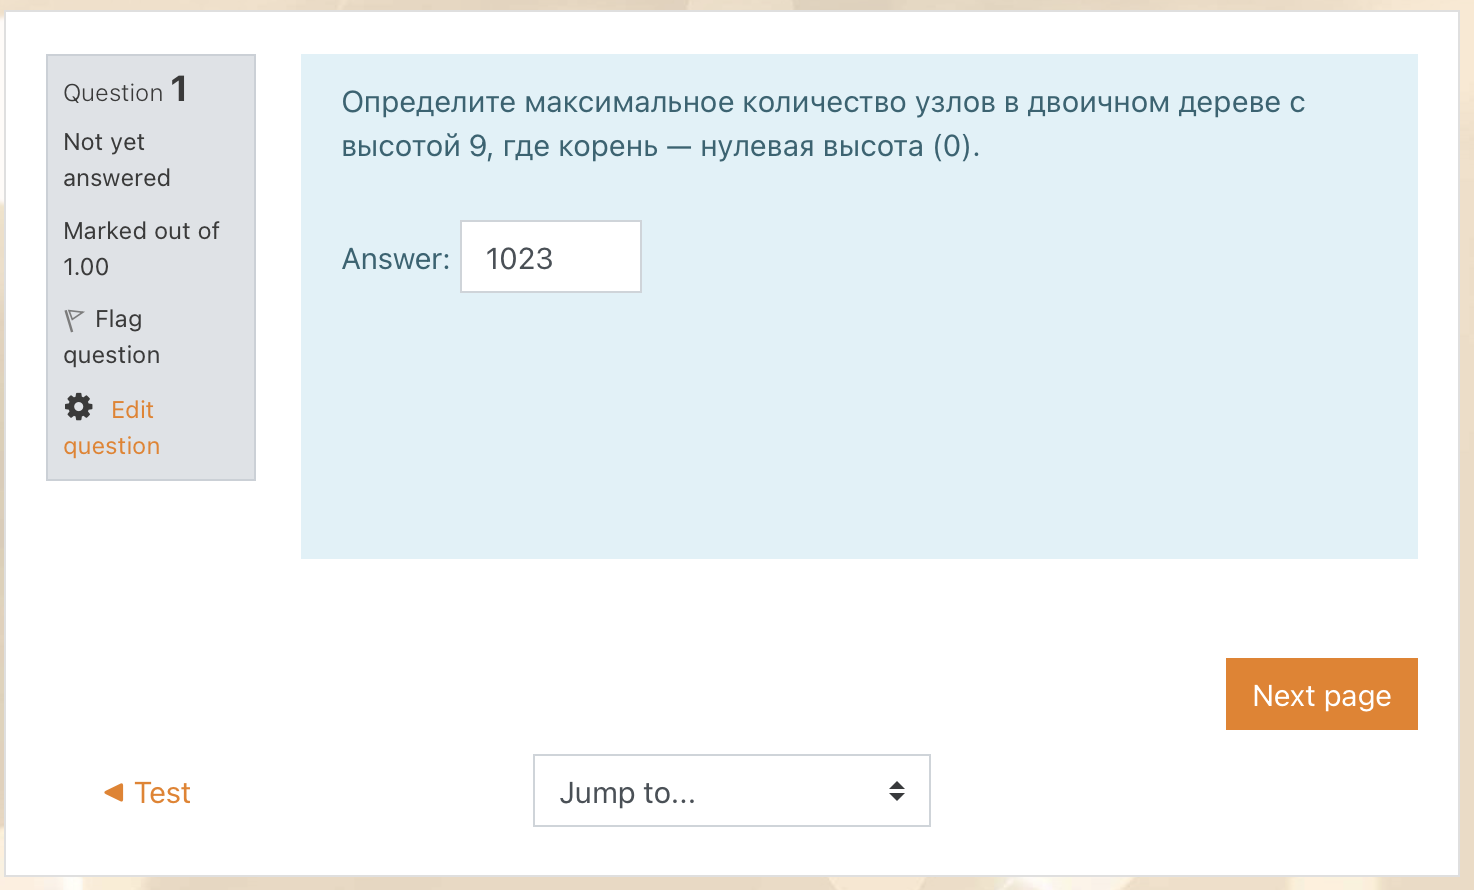 Question 1
Not yet
answered
Marked out of
1.00
Flag
question
Edit
question
Определите максимальное количество узлов в двоичном дереве с
высотой 9, где корень — нулевая высота (0).
Answer: 1023
Next page
◄ Test
Jump to...